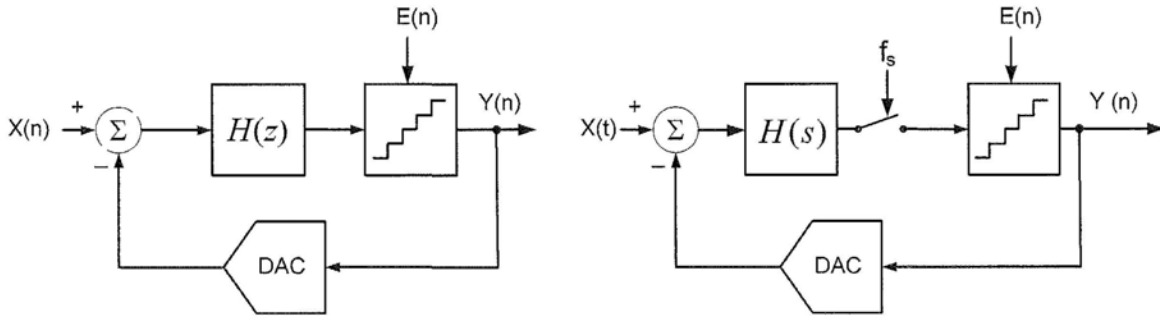 E(n)
X(n)
+
Σ
−
H(z)
Y(n)
DAC
E(n)
f_s
X(t)
+
Σ
−
H(s)
Y (n)
DAC